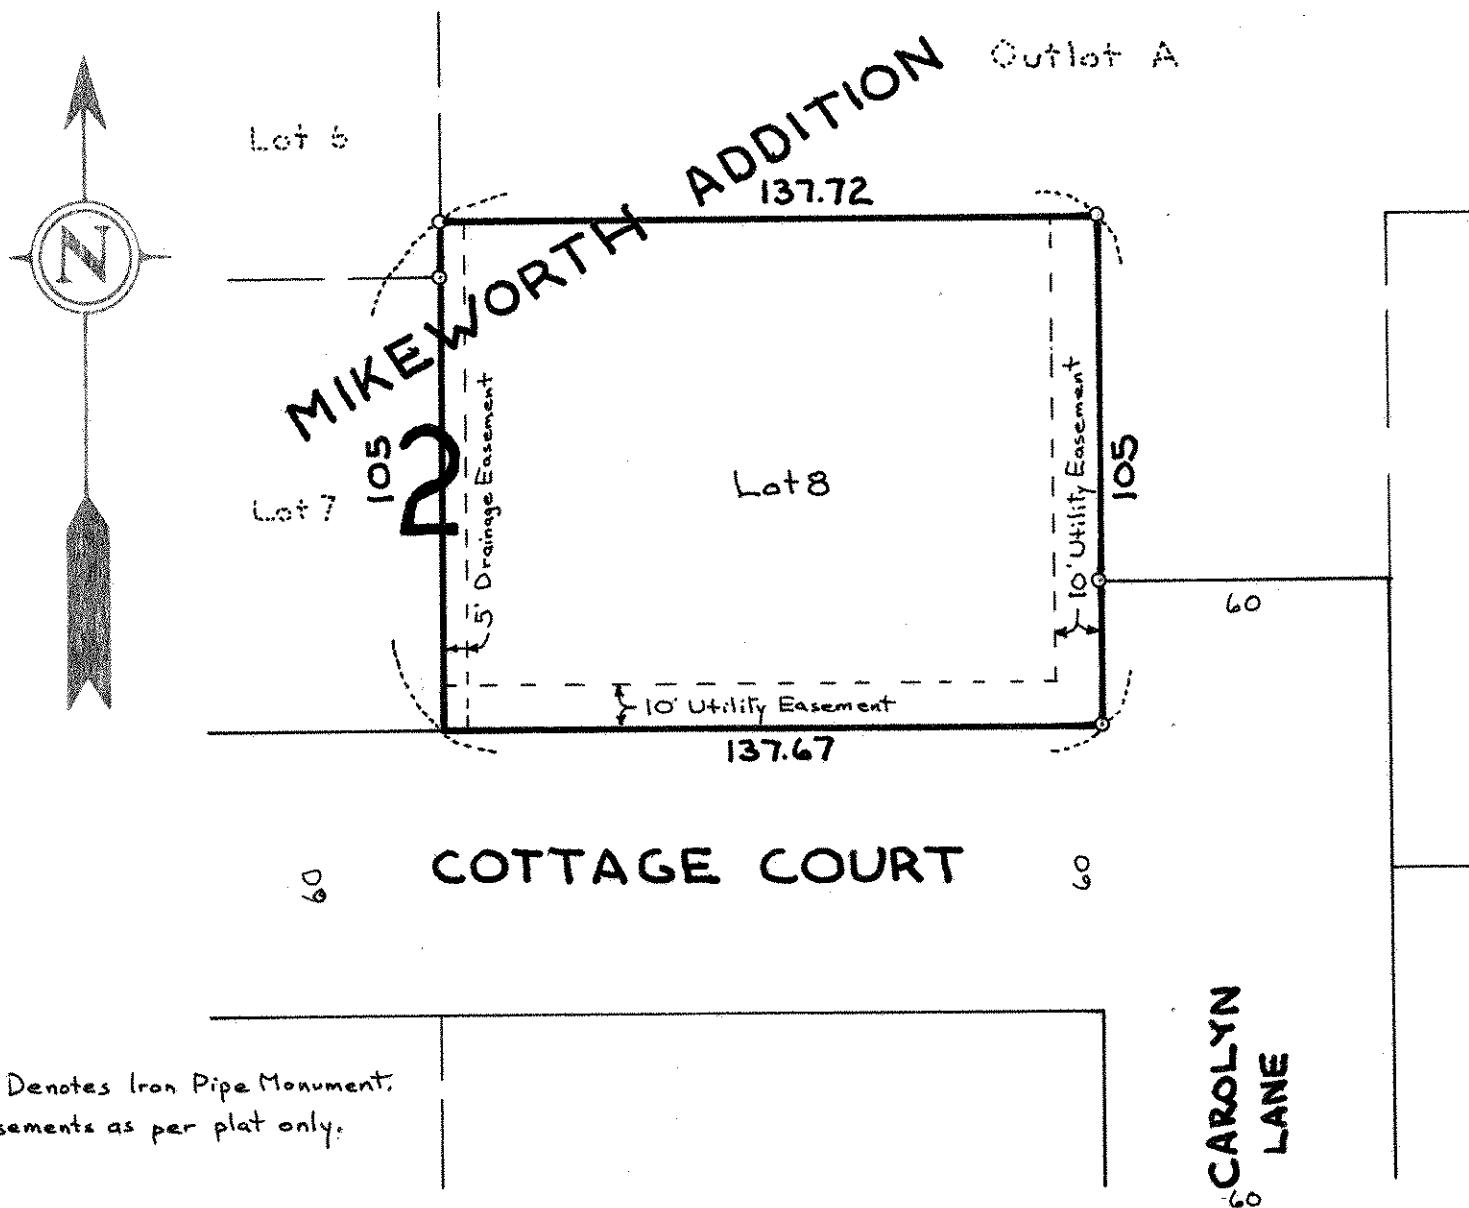 Outlot A
MIKEWORTH ADDITION
Lot 6
137.72
N
105
2
5' Drainage Easement
Lot 8
10' Utility Easement
105
Lot 7
60
10' Utility Easement
137.67
COTTAGE COURT
60
60
CAROLYN
LANE
60
Denotes Iron Pipe Monument.
sements as per plat only.